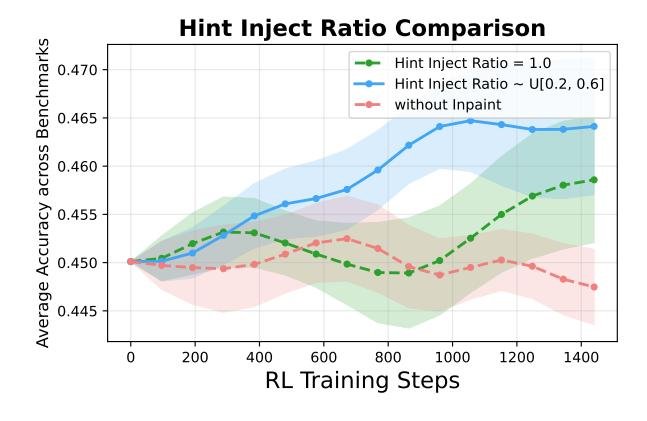 Hint Inject Ratio Comparison
Average Accuracy across Benchmarks
0.470
0.465
0.460
0.455
0.450
0.445
Hint Inject Ratio = 1.0
Hint Inject Ratio ~ U[0.2, 0.6]
without Inpaint
0 200 400 600 800 1000 1200 1400
RL Training Steps